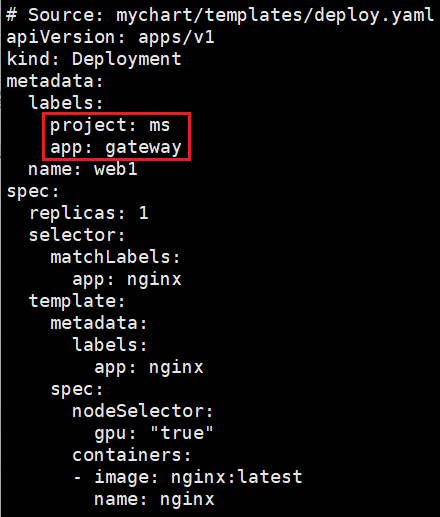 # Source: mychart/templates/deploy.yaml
apiVersion: apps/v1
kind: Deployment
metadata:
  labels:
    project: ms
    app: gateway
  name: web1
spec:
  replicas: 1
  selector:
    matchLabels:
      app: nginx
  template:
    metadata:
      labels:
        app: nginx
    spec:
      nodeSelector:
        gpu: "true"
      containers:
      - image: nginx:latest
        name: nginx